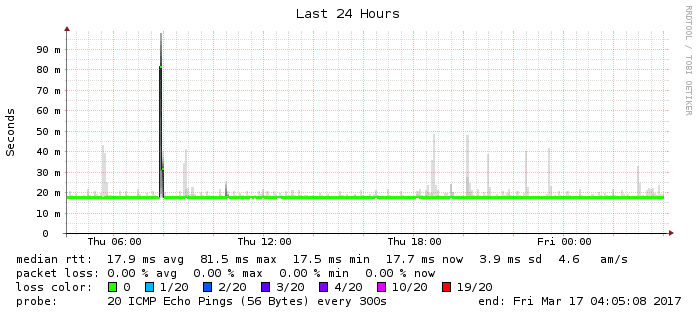 Last 24 Hours
RRDTOOL / TOBI OETIKER
Seconds
90 m
80 m
70 m
60 m
50 m
40 m
30 m
20 m
10 m
0
Thu 06:00 Thu 12:00 Thu 18:00 Fri 00:00
median rtt: 17.9 ms avg 81.5 ms max 17.5 ms min 17.7 ms now 3.9 ms sd 4.6 am/s
packet loss: 0.00 % avg 0.00 % max 0.00 % min 0.00 % now
loss color: 0 1/20 2/20 3/20 4/20 10/20 19/20
probe: 20 ICMP Echo Pings (56 Bytes) every 300s end: Fri Mar 17 04:05:08 2017